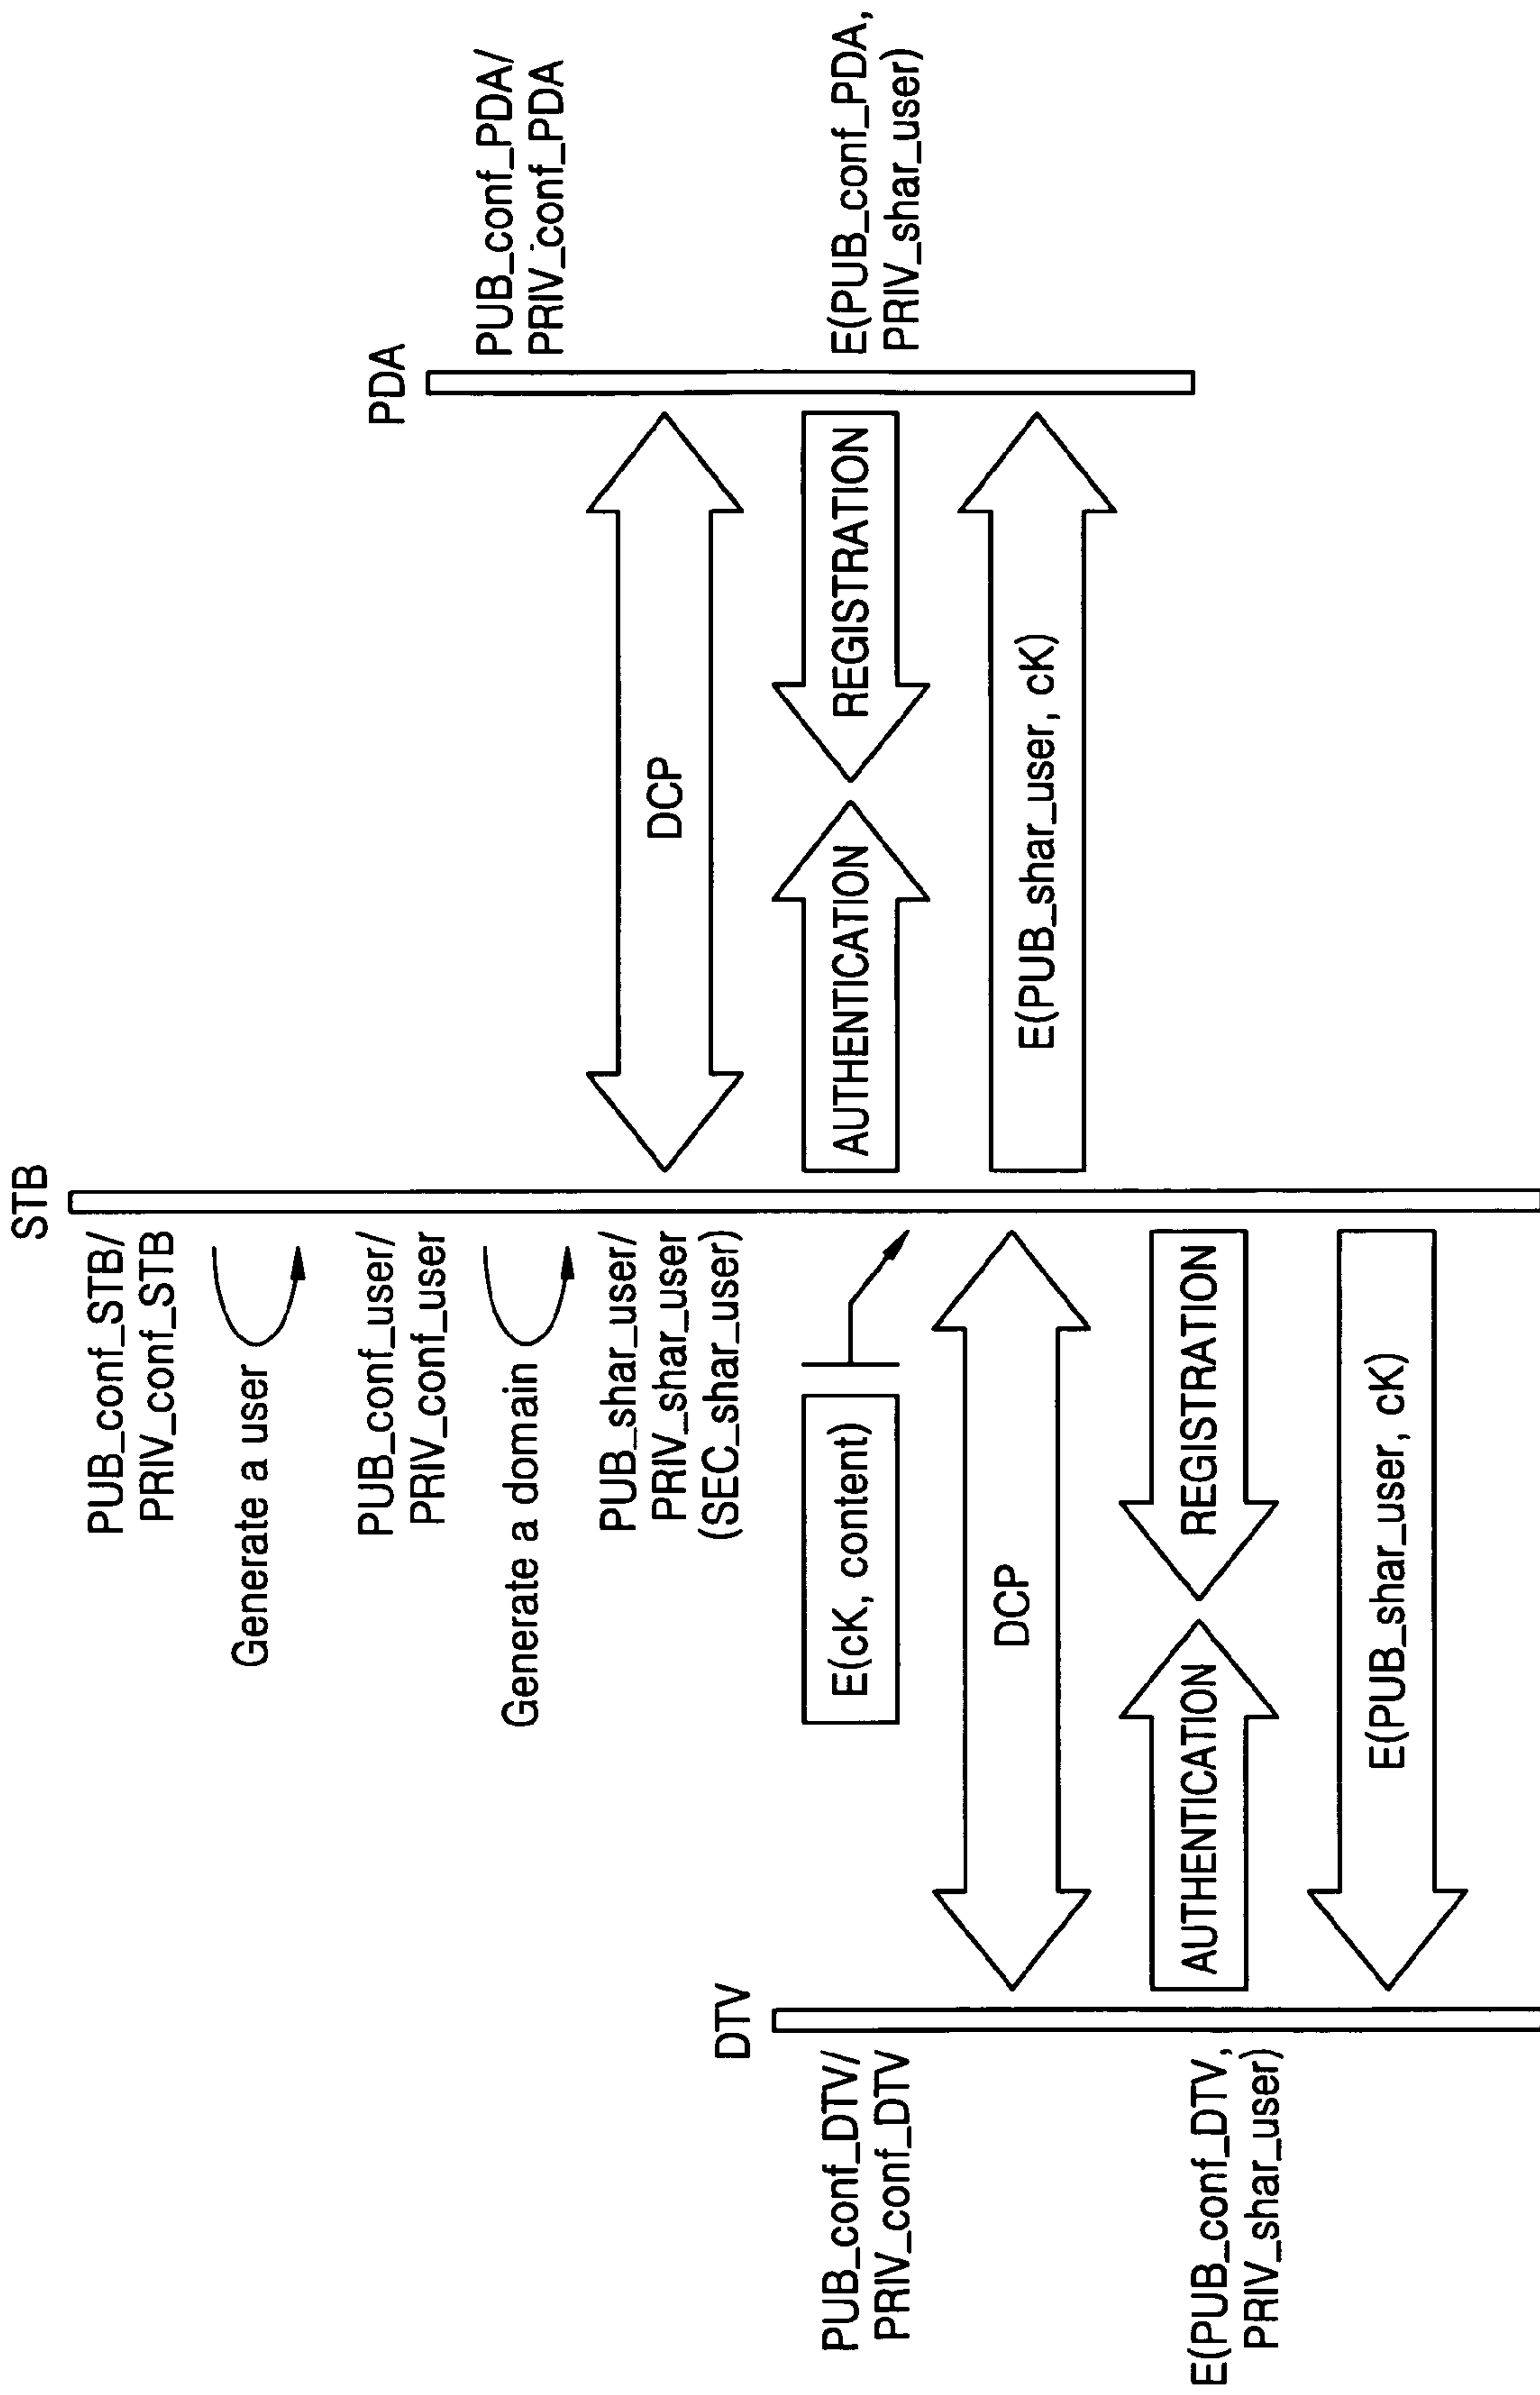 STB
PUB_conf_STB/
PRIV_conf_STB
Generate a user
PUB_conf_user/
PRIV_conf_user
Generate a domain
PUB_shar_user/
PRIV_shar_user
(SEC_shar_user)
PDA
PUB_conf_PDA/
PRIV_conf_PDA
DCP
AUTHENTICATION
REGISTRATION
E(PUB_conf_PDA,
PRIV_shar_user)
E(PUB_shar_user, cK)
DTV
PUB_conf_DTV/
PRIV_conf_DTV
E(cK, content)
DCP
AUTHENTICATION
REGISTRATION
E(PUB_conf_DTV,
PRIV_shar_user)
E(PUB_shar_user, cK)